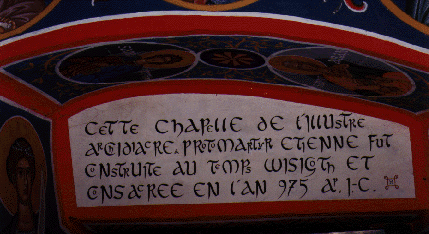 CETTE CHAPELLE DE L'ILLUSTRE
ARCIDIACRE. PROTOMARTYR ETIENNE FUT
CONSTRUITE AU TEMPS WISIGOTH ET
CONSACREE EN L'AN 975 AP. J-C.